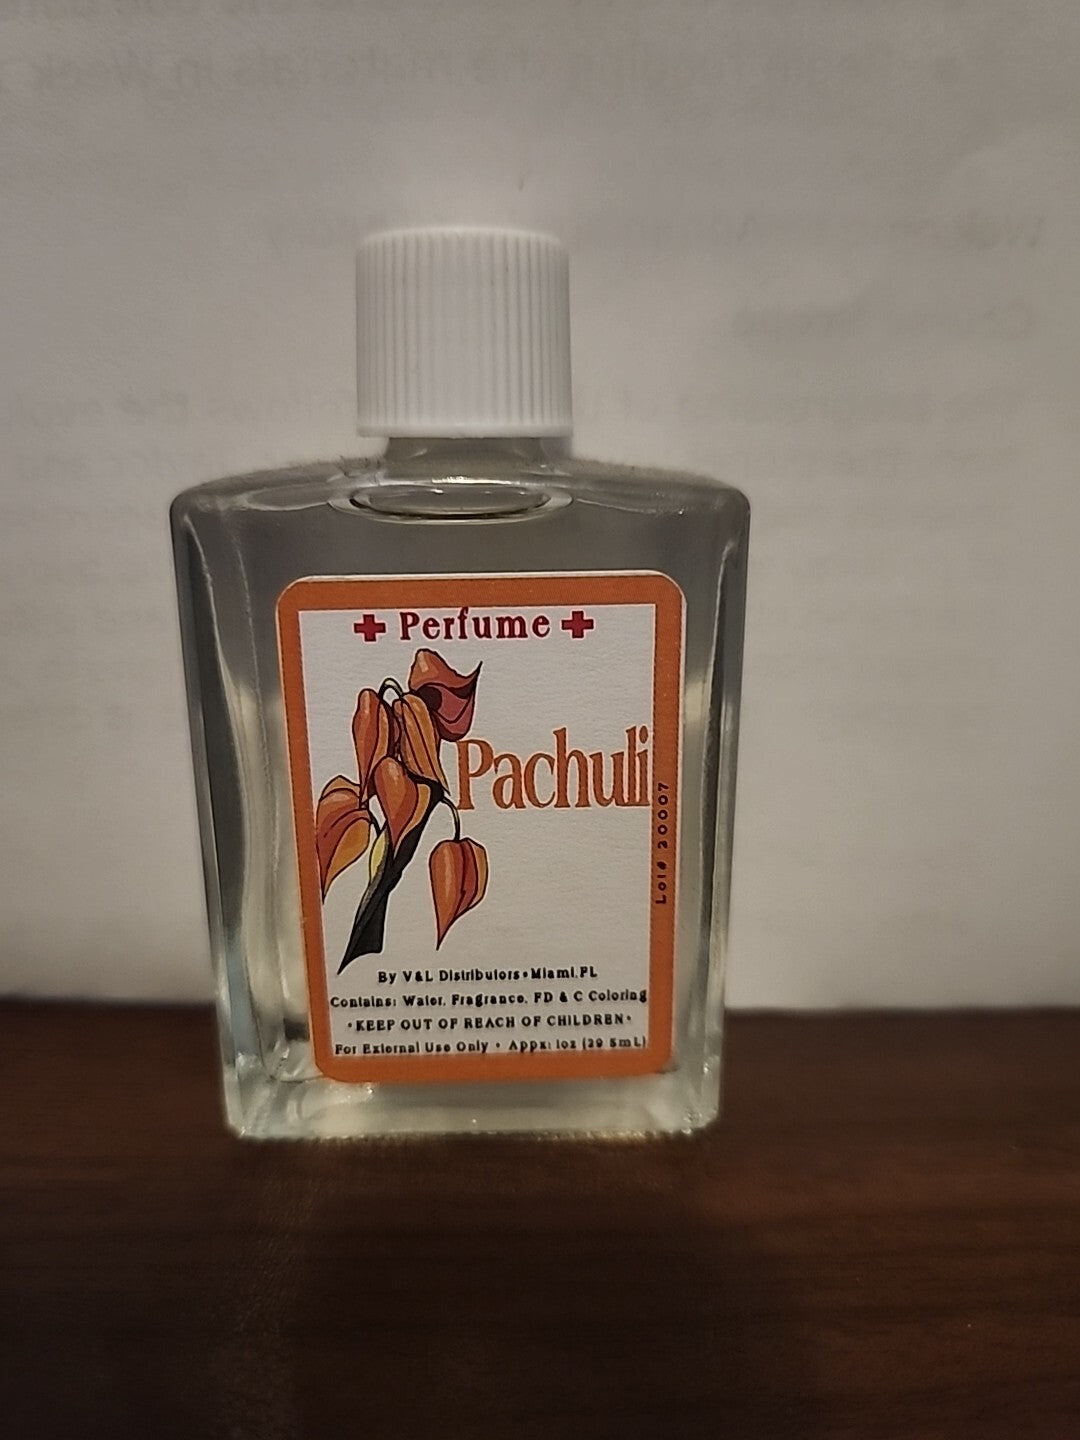 Perfume
Pachuli
Lot# 20007
By V&L Distributors • Miami, FL
Contains: Water, Fragrance, FD & C Coloring
• KEEP OUT OF REACH OF CHILDREN •
For External Use Only • Appx: 1oz (29 5mL)